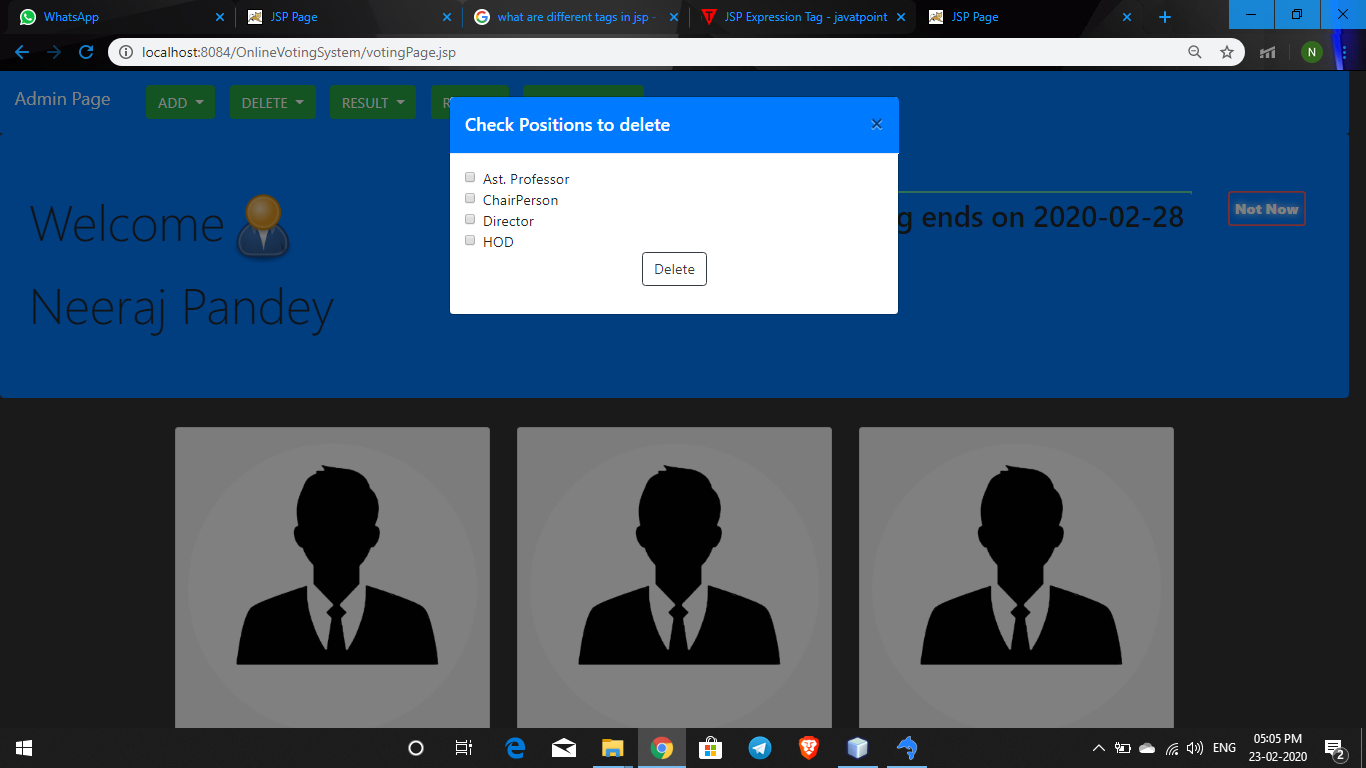 WhatsApp
JSP Page
what are different tags in jsp -
JSP Expression Tag - javatpoint
JSP Page
localhost:8084/OnlineVotingSystem/votingPage.jsp
N
Admin Page
ADD
DELETE
RESULT
Check Positions to delete
Ast. Professor
ChairPerson
Director
HOD
Delete
Welcome
Neeraj Pandey
g ends on 2020-02-28
Not Now
ENG
05:05 PM
23-02-2020
2